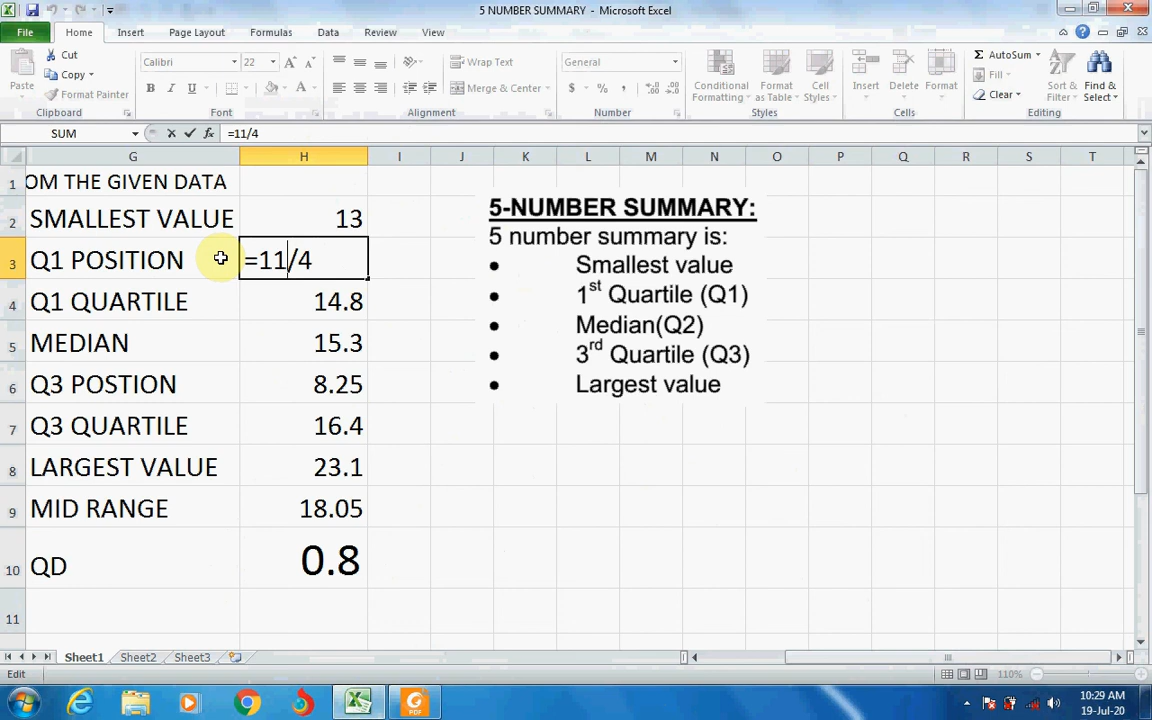 5 NUMBER SUMMARY - Microsoft Excel
File Home Insert Page Layout Formulas Data Review View
Cut
Copy
Format Painter
Paste
Clipboard
Calibri 22
B I U
Font
Wrap Text
Merge & Center
Alignment
General
$ % ,
Number
Conditional Formatting
Format as Table
Cell Styles
Styles
Insert Delete Format
Cells
Σ AutoSum
Fill
Clear
Sort & Filter
Find & Select
Editing
SUM fx =11/4
G H I J K L M N O P Q R S T
1 OM THE GIVEN DATA
2 SMALLEST VALUE 13
3 Q1 POSITION =11/4
4 Q1 QUARTILE 14.8
5 MEDIAN 15.3
6 Q3 POSTION 8.25
7 Q3 QUARTILE 16.4
8 LARGEST VALUE 23.1
9 MID RANGE 18.05
10 QD 0.8
11
5-NUMBER SUMMARY:
5 number summary is:
• Smallest value
• 1st Quartile (Q1)
• Median(Q2)
• 3rd Quartile (Q3)
• Largest value
Sheet1 Sheet2 Sheet3
Edit 110%
PDF
10:29 AM
19-Jul-20